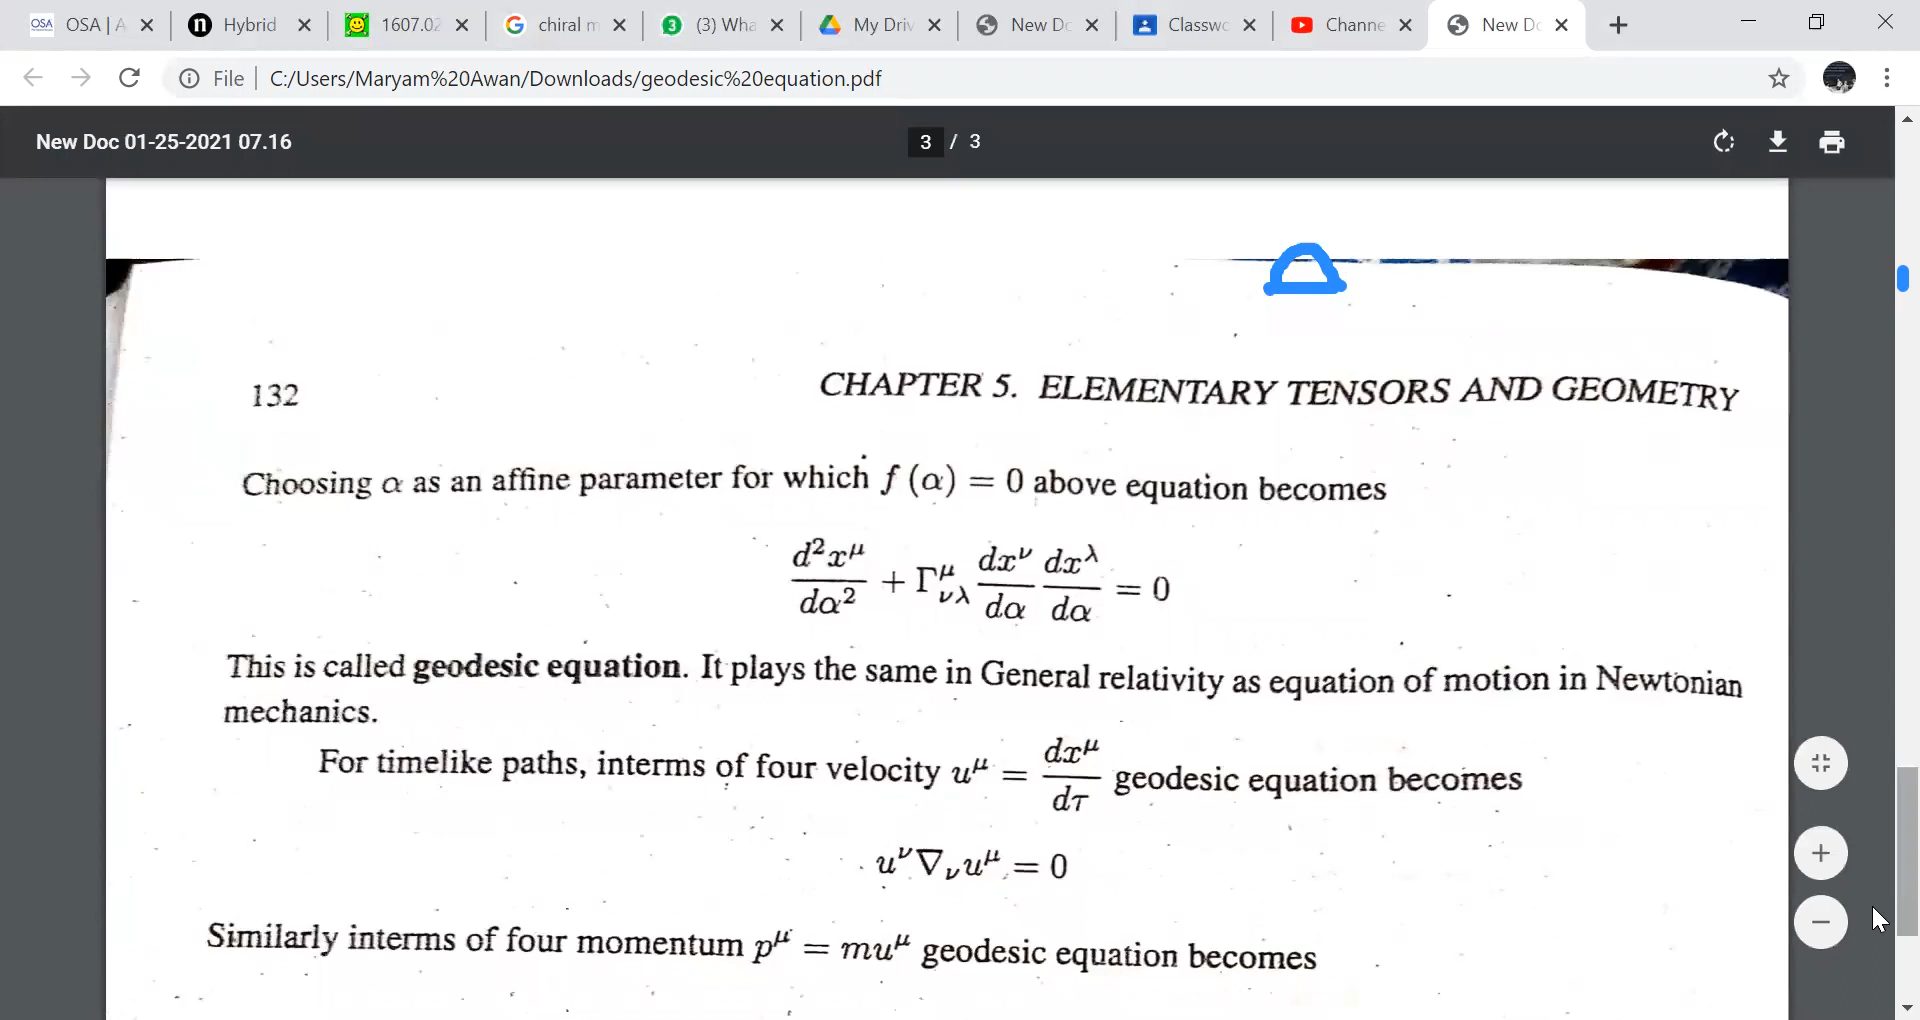 OSA | A
Hybrid
1607.02
chiral m
(3) Wha
My Driv
New Do
Classwo
Channe
New Do
File
C:/Users/Maryam%20Awan/Downloads/geodesic%20equation.pdf
New Doc 01-25-2021 07.16
3 / 3
132
CHAPTER 5. ELEMENTARY TENSORS AND GEOMETRY
Choosing α as an affine parameter for which f (α) = 0 above equation becomes
d²x^μ/dα² + Γ^μ_νλ dx^ν/dα dx^λ/dα = 0
This is called geodesic equation. It plays the same in General relativity as equation of motion in Newtonian
mechanics.
For timelike paths, interms of four velocity u^μ = dx^μ/dτ geodesic equation becomes
u^ν∇_νu^μ = 0
Similarly interms of four momentum p^μ = mu^μ geodesic equation becomes